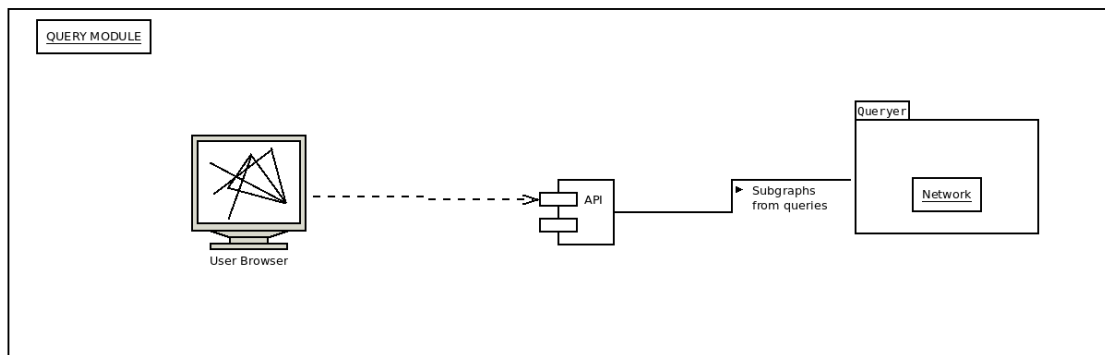 QUERY MODULE
Queryer
API
Subgraphs
from queries
Network
User Browser